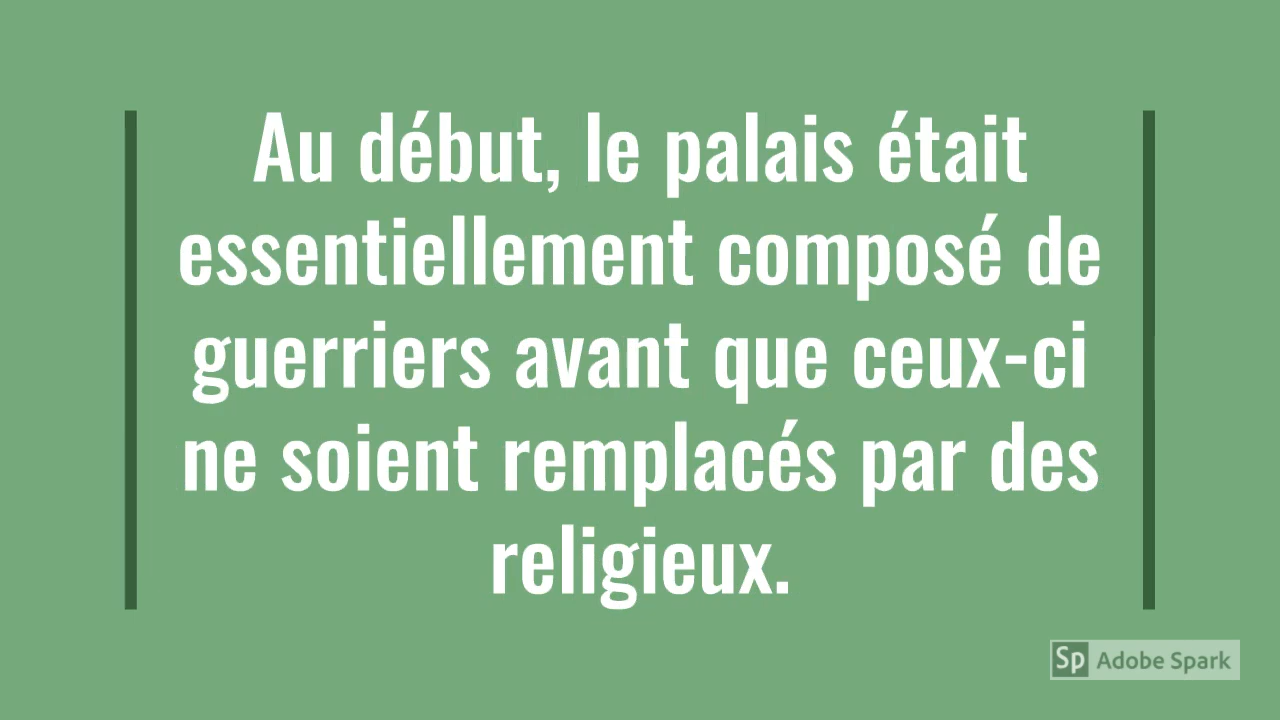 Au début, le palais était
essentiellement composé de
guerriers avant que ceux-ci
ne soient remplacés par des
religieux.
Sp Adobe Spark